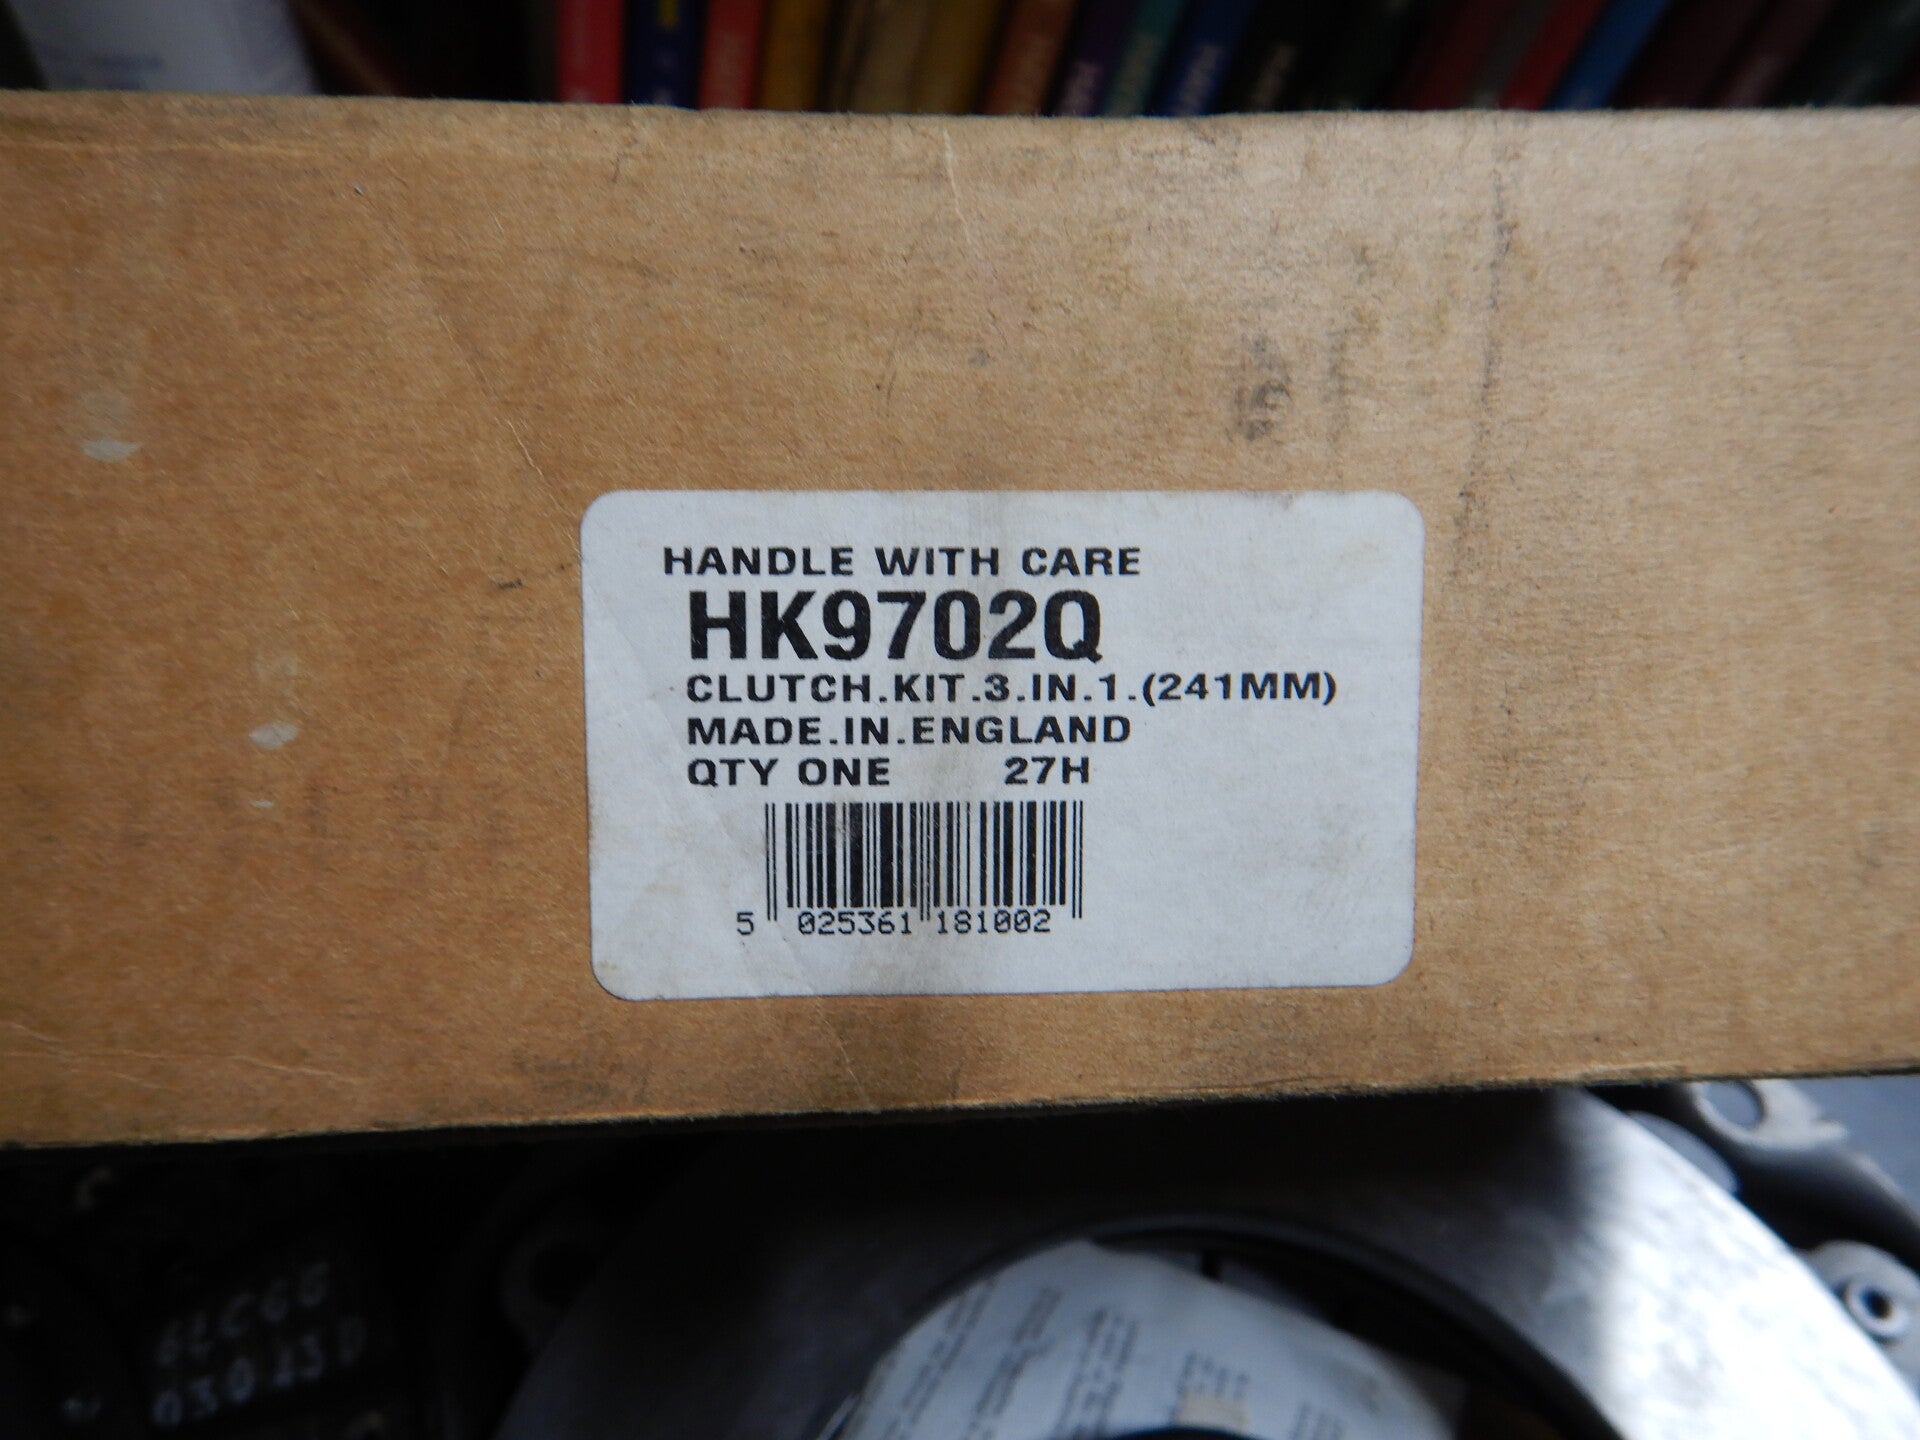 HANDLE WITH CARE
HK9702Q
CLUTCH.KIT.3.IN.1.(241MM)
MADE.IN.ENGLAND
QTY ONE 27H
5 025361 181002